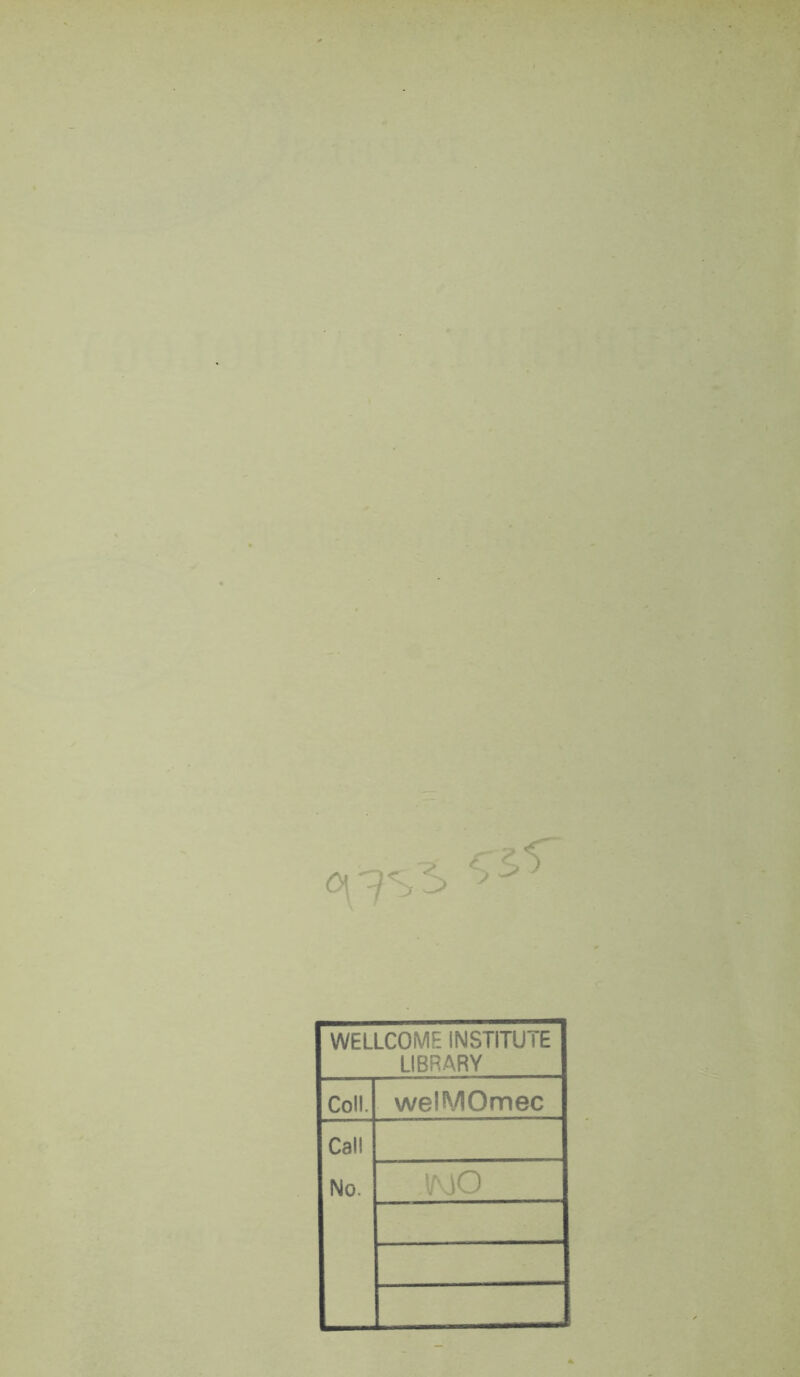 WELLCOME INSTITUTE
LIBRARY
Coll. welMOmec
Call
No. WO